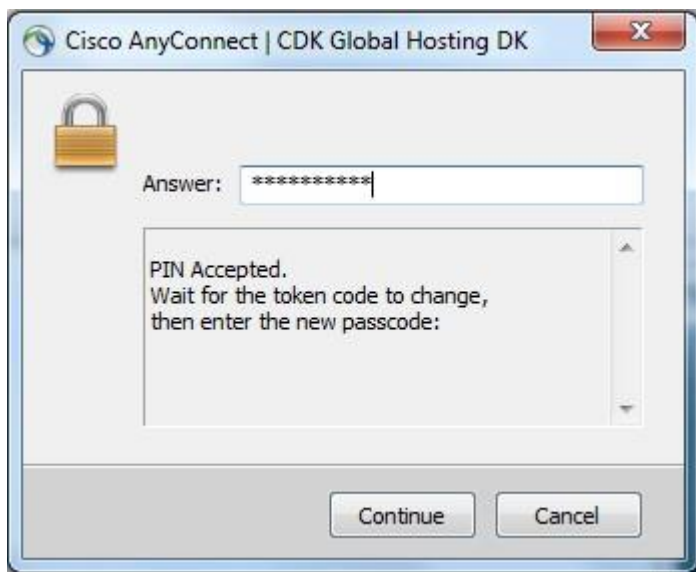 Cisco AnyConnect | CDK Global Hosting DK
Answer: **********
PIN Accepted.
Wait for the token code to change,
then enter the new passcode:
Continue Cancel